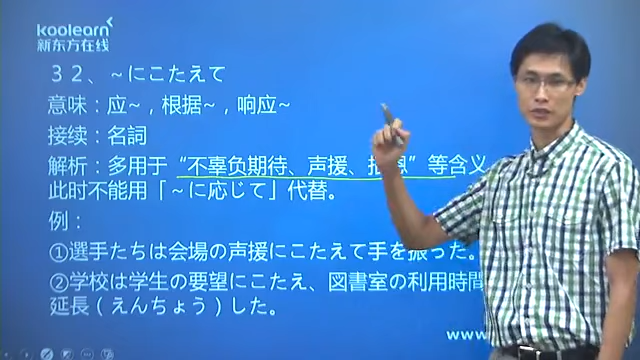 koolearn
新东方在线
３２、～にこたえて
意味：应~，根据~，响应~
接续：名詞
解析：多用于“不辜负期待、声援、报恩”等含义
此时不能用「～に応じて」代替。
例：
①選手たちは会場の声援にこたえて手を振った。
②学校は学生の要望にこたえ、図書室の利用時間
延長（えんちょう）した。
www